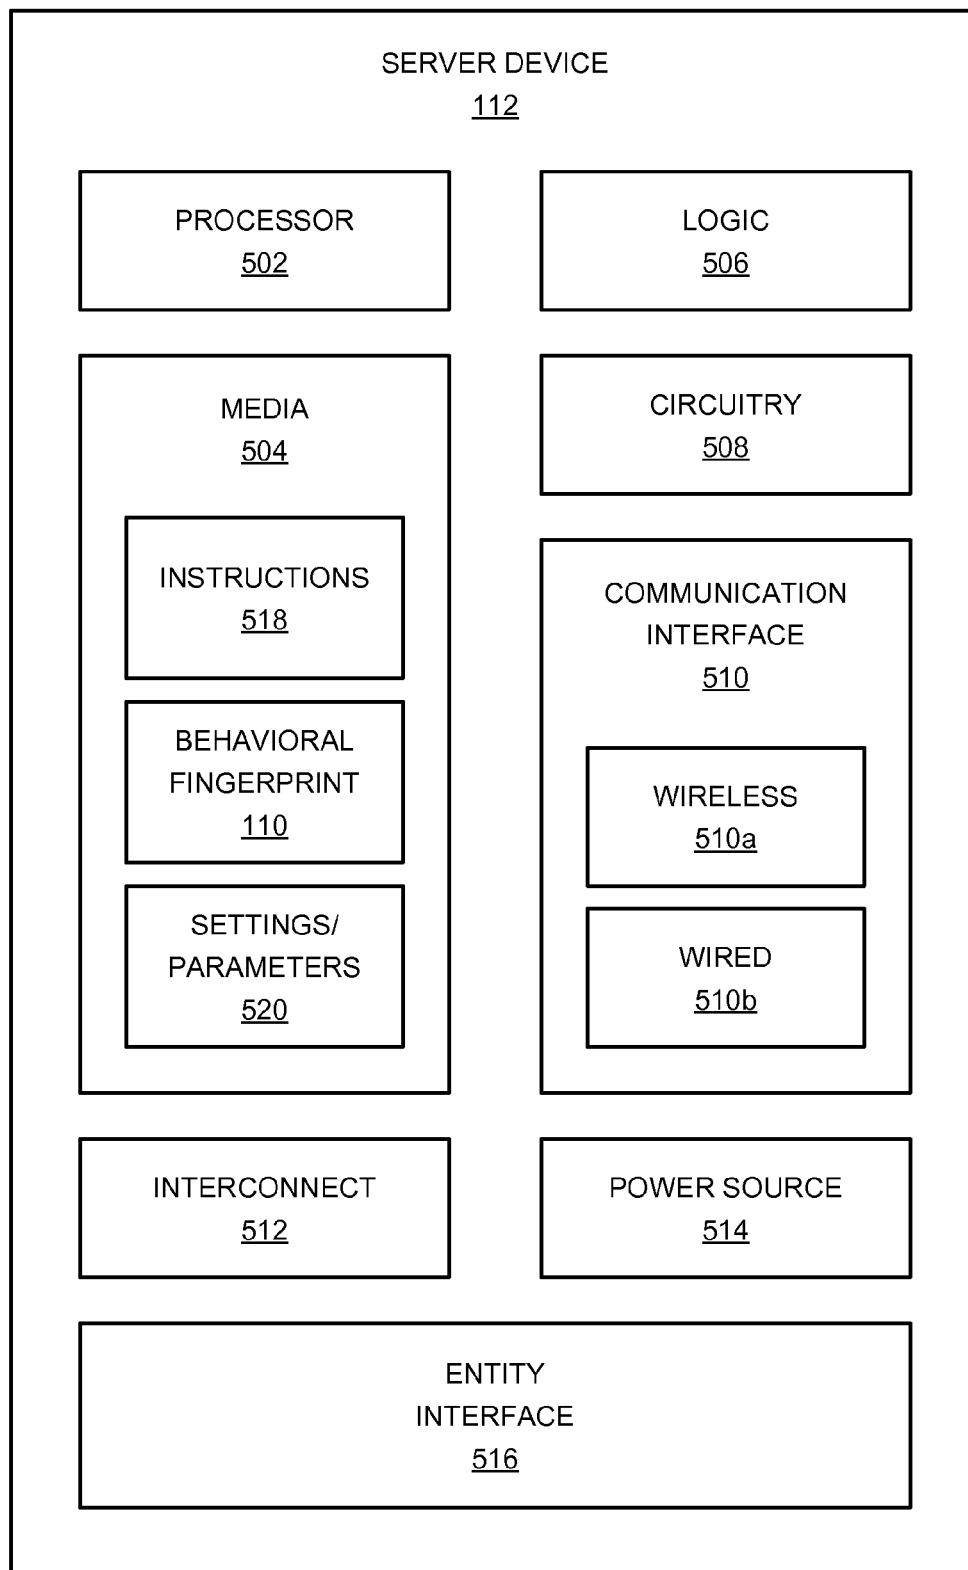 SERVER DEVICE
112
PROCESSOR
502
LOGIC
506
MEDIA
504
INSTRUCTIONS
518
BEHAVIORAL
FINGERPRINT
110
SETTINGS/
PARAMETERS
520
CIRCUITRY
508
COMMUNICATION
INTERFACE
510
WIRELESS
510a
WIRED
510b
INTERCONNECT
512
POWER SOURCE
514
ENTITY
INTERFACE
516